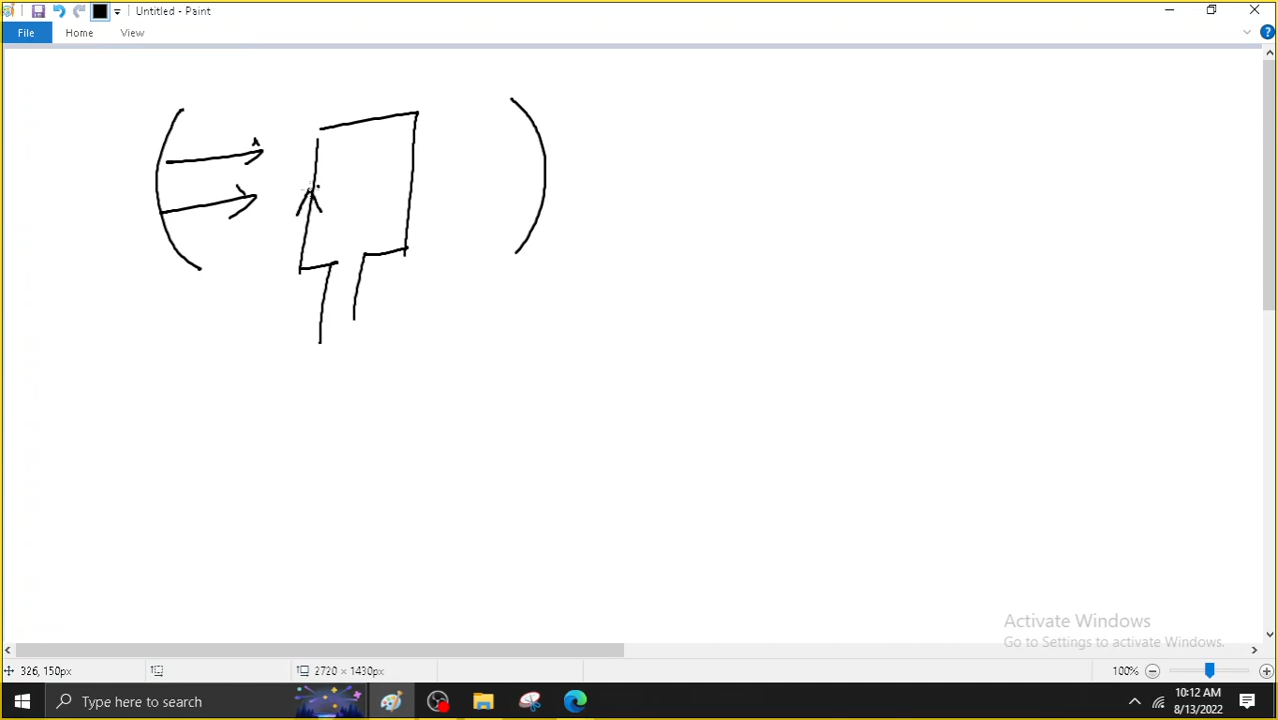 Untitled - Paint
File Home View
Activate Windows
Go to Settings to activate Windows.
326, 150px
2720 × 1430px
100%
Type here to search
10:12 AM
8/13/2022